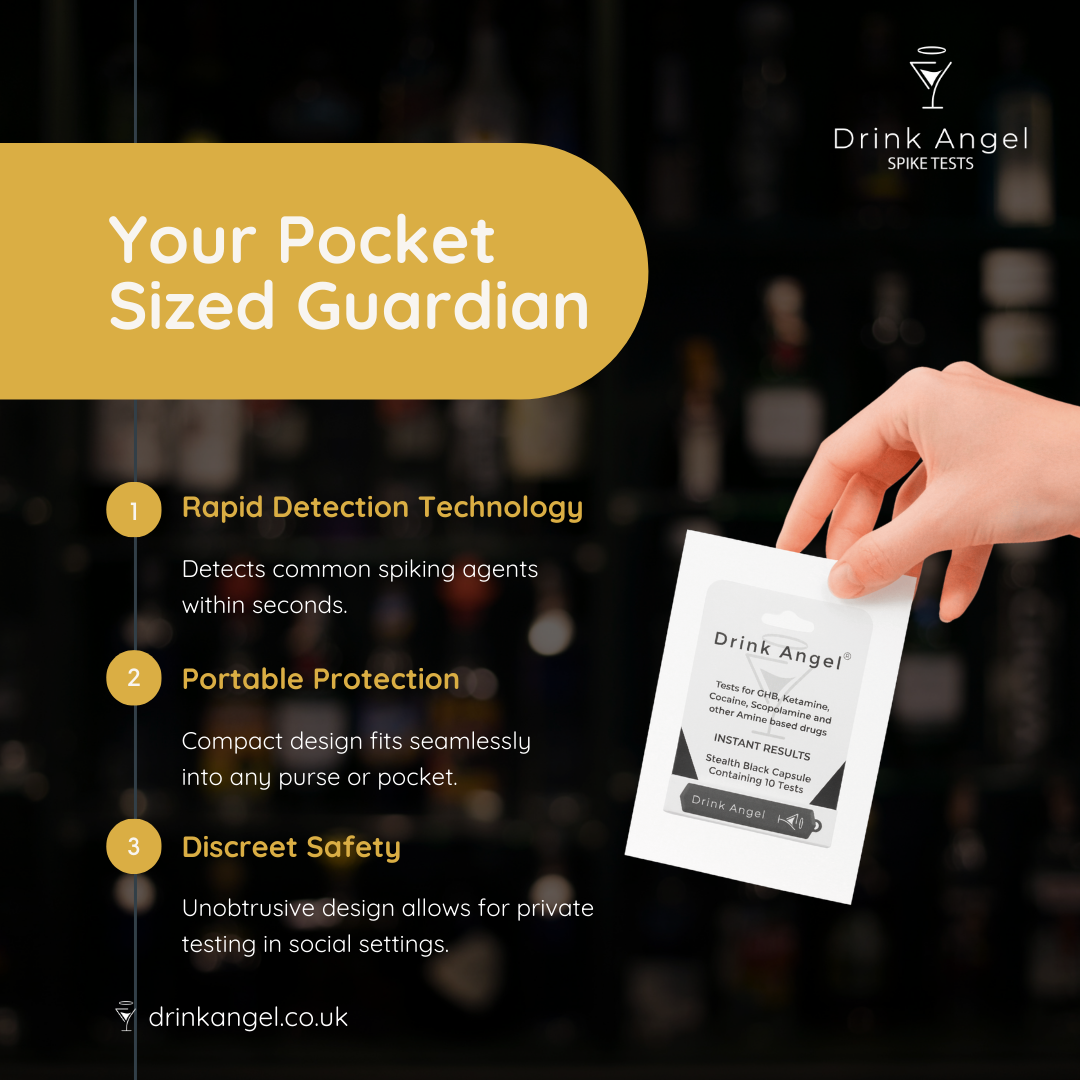 Drink Angel
SPIKE TESTS
Your Pocket
Sized Guardian
1
Rapid Detection Technology
Detects common spiking agents
within seconds.
2
Portable Protection
Compact design fits seamlessly
into any purse or pocket.
3
Discreet Safety
Unobtrusive design allows for private
testing in social settings.
drinkangel.co.uk
Drink Angel®
Tests for GHB, Ketamine,
Cocaine, Scopolamine and
other Amine based drugs
INSTANT RESULTS
Stealth Black Capsule
Containing 10 Tests
Drink Angel